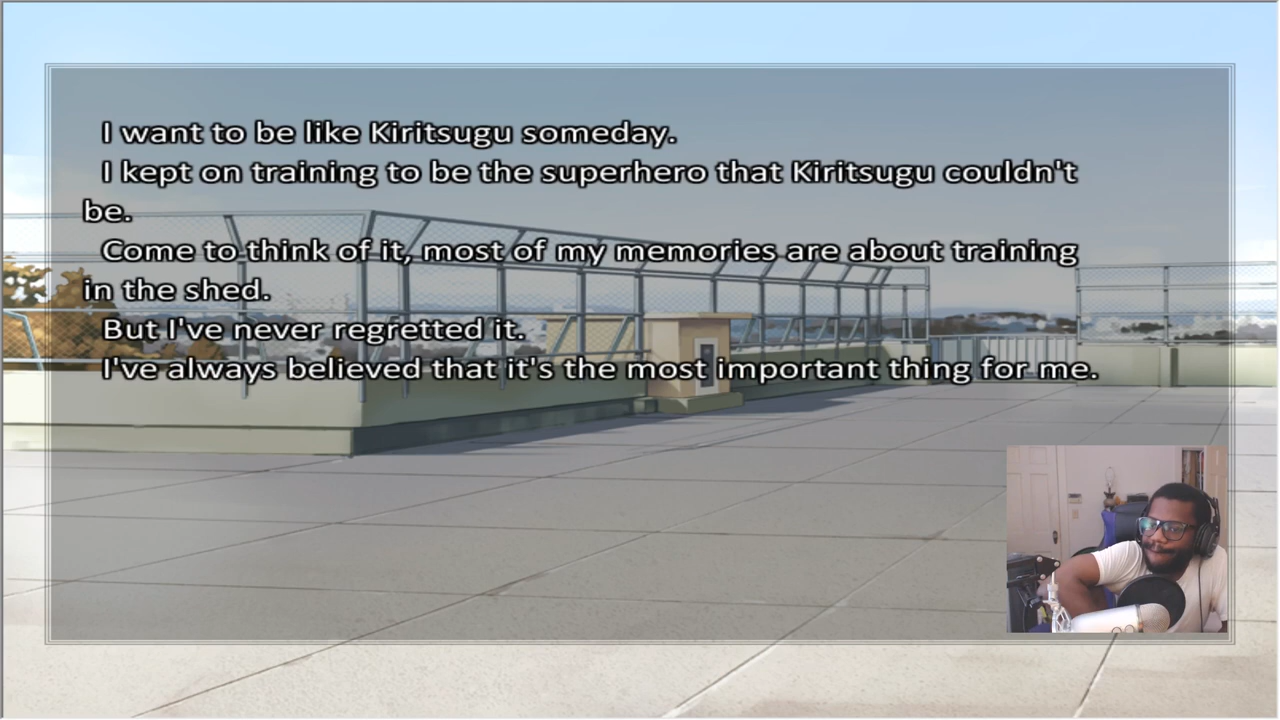 I want to be like Kiritsugu someday.
I kept on training to be the superhero that Kiritsugu couldn't
be.
Come to think of it, most of my memories are about training
in the shed.
But I've never regretted it.
I've always believed that it's the most important thing for me.